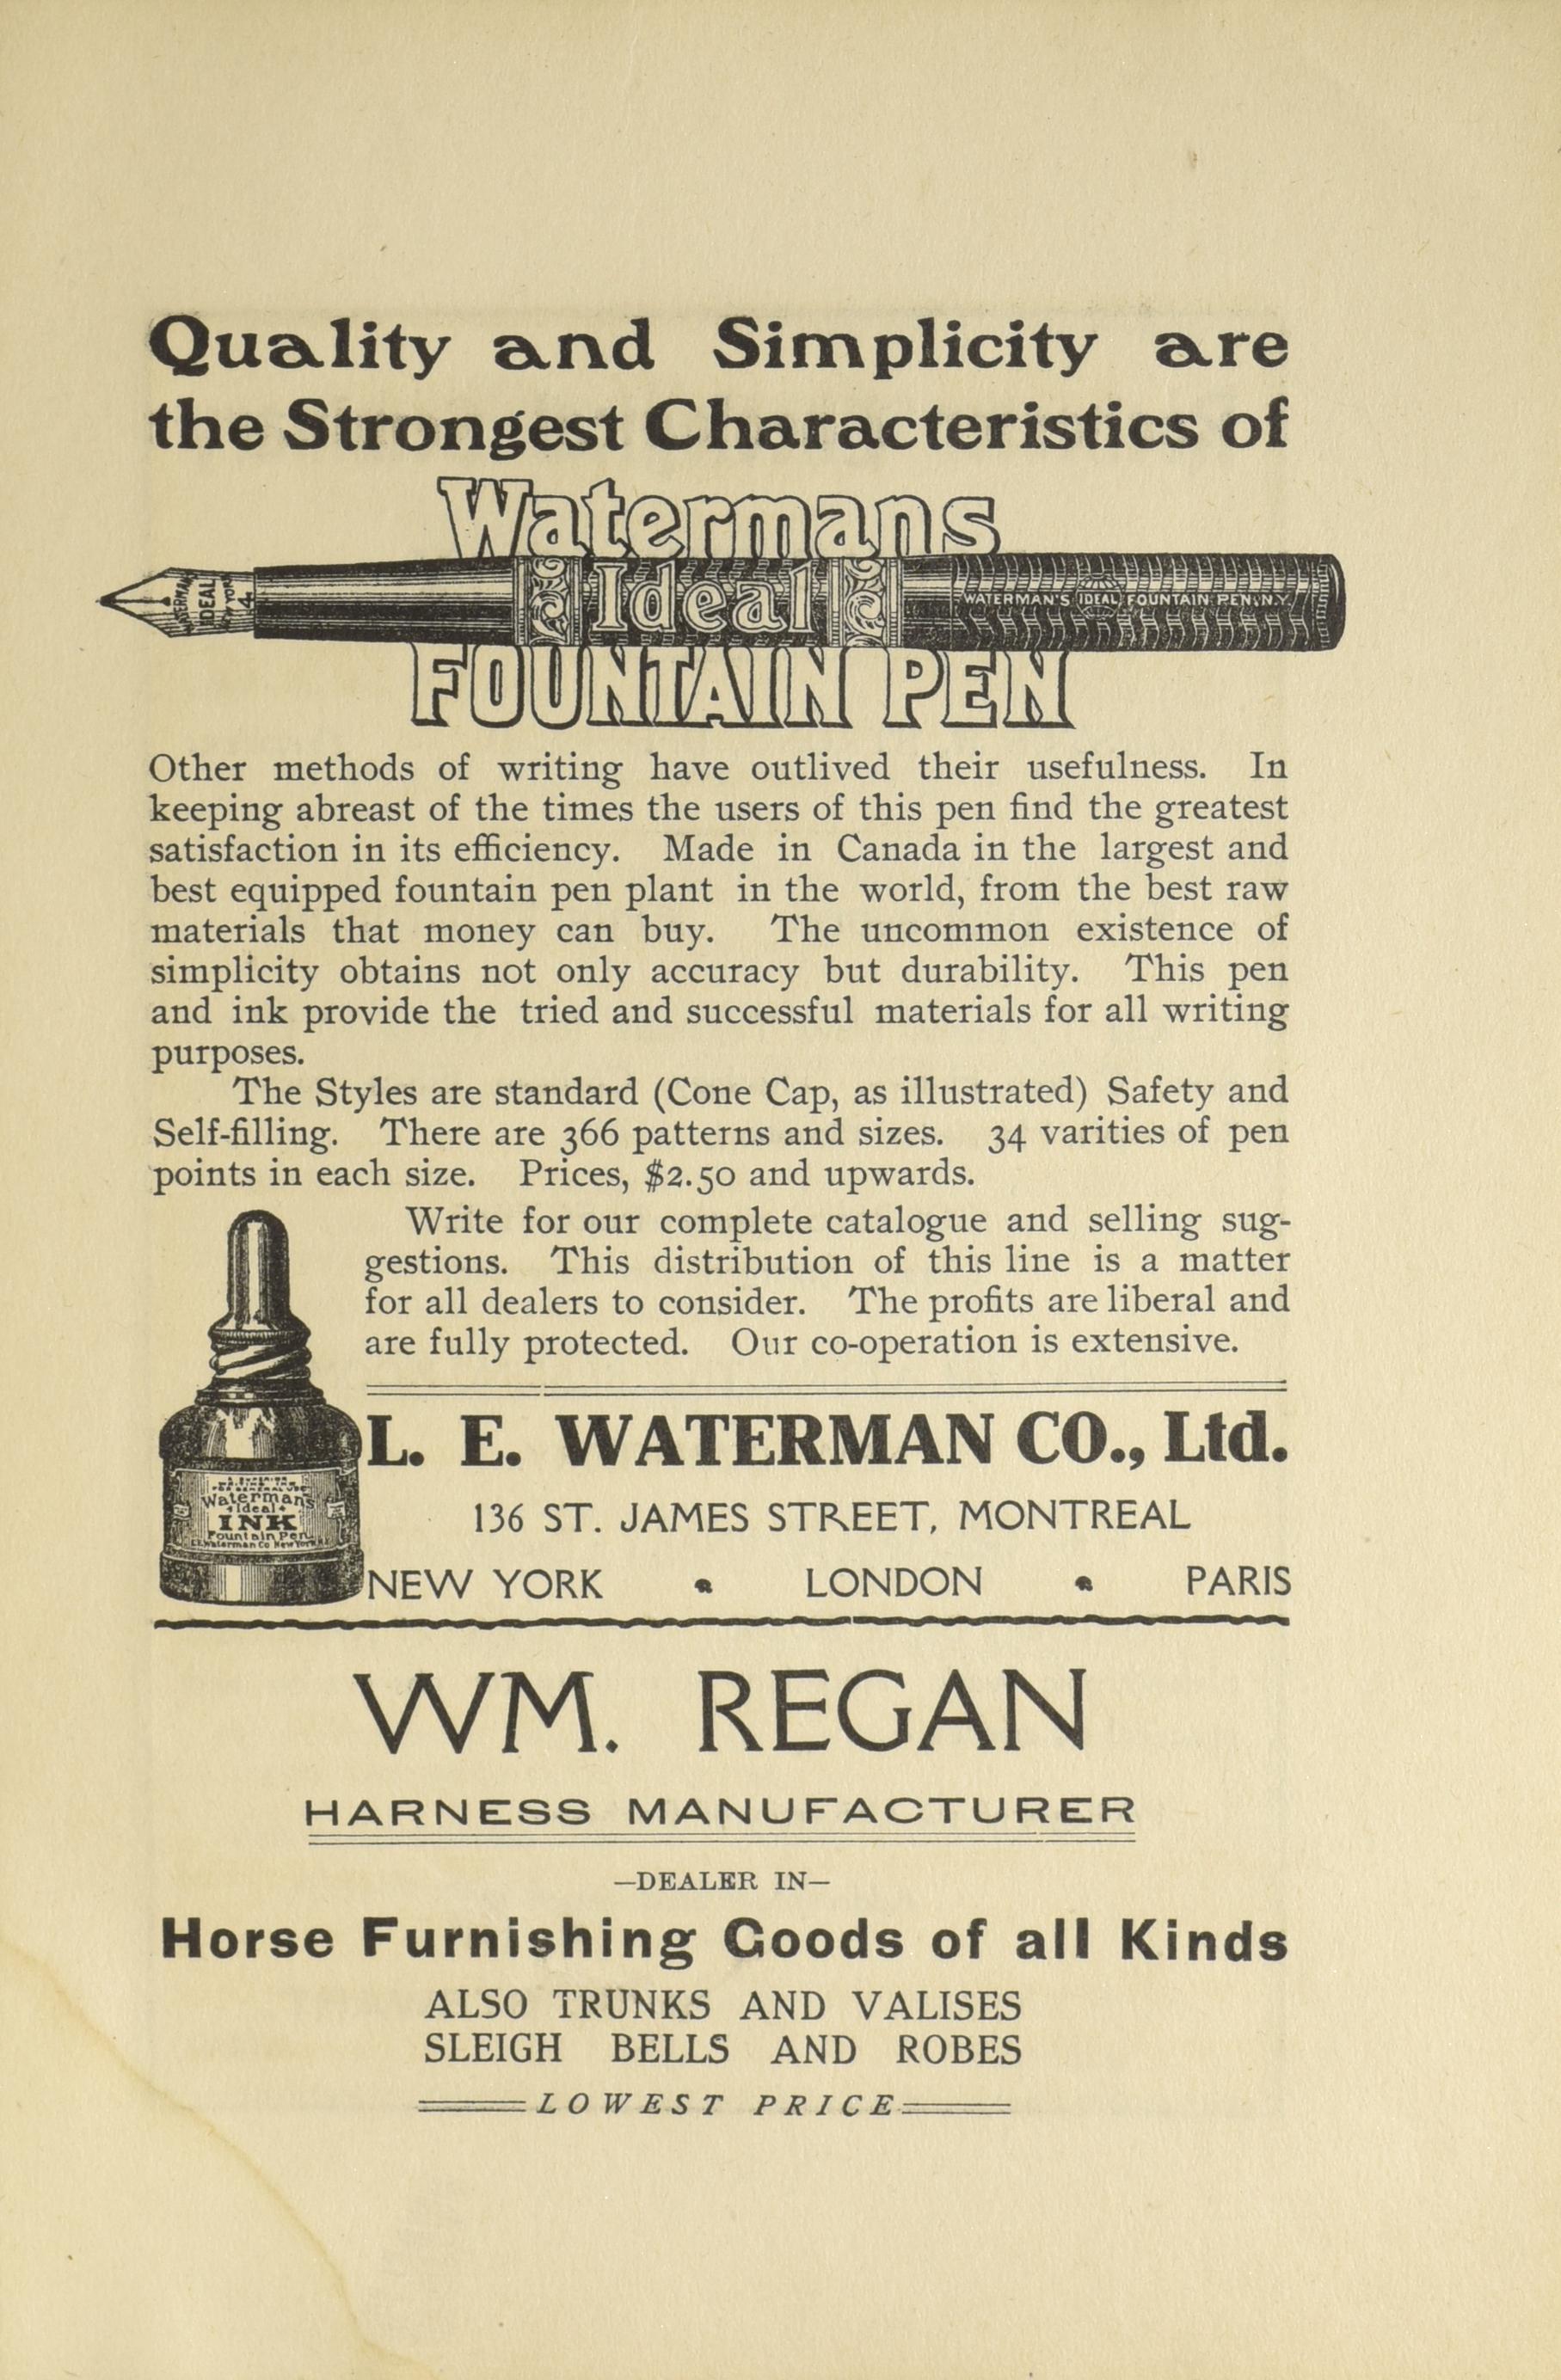 Quality and Simplicity are
the Strongest Characteristics of
Watermans
Ideal
WATERMAN'S IDEAL FOUNTAIN PEN, N.Y.
IDEAL
NEW YORK
4
FOUNTAIN PEN
Other methods of writing have outlived their usefulness. In
keeping abreast of the times the users of this pen find the greatest
satisfaction in its efficiency. Made in Canada in the largest and
best equipped fountain pen plant in the world, from the best raw
materials that money can buy. The uncommon existence of
simplicity obtains not only accuracy but durability. This pen
and ink provide the tried and successful materials for all writing
purposes.
The Styles are standard (Cone Cap, as illustrated) Safety and
Self-filling. There are 366 patterns and sizes. 34 varities of pen
points in each size. Prices, $2.50 and upwards.
Write for our complete catalogue and selling sug-
gestions. This distribution of this line is a matter
for all dealers to consider. The profits are liberal and
are fully protected. Our co-operation is extensive.
Waterman's
Ideal
INK
Fountain Pen
L.E. Waterman Co New York
L. E. WATERMAN CO., Ltd.
136 ST. JAMES STREET, MONTREAL
NEW YORK • LONDON • PARIS
WM. REGAN
HARNESS MANUFACTURER
—DEALER IN—
Horse Furnishing Goods of all Kinds
ALSO TRUNKS AND VALISES
SLEIGH BELLS AND ROBES
LOWEST PRICE